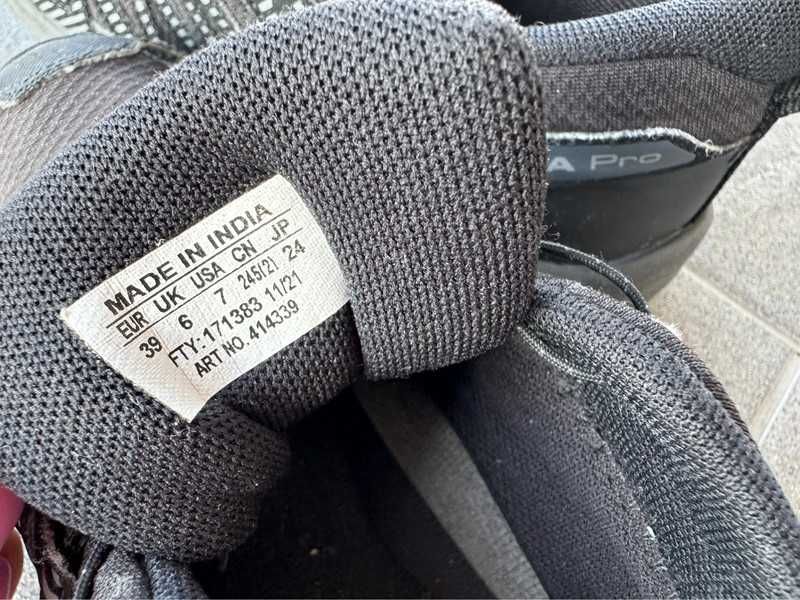 MADE IN INDIA
EUR UK USA CN JP
39 6 7 245(2) 24
FTY:171383 11/21
ART NO. 414339
A Pro